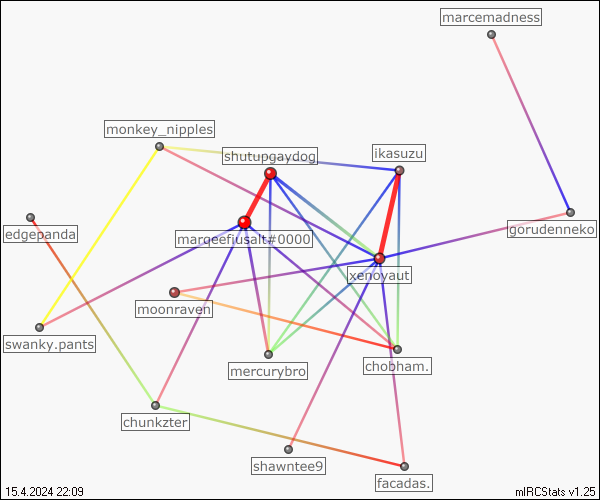 marcemadness
monkey_nipples
shutupgaydog
ikasuzu
edgepanda
marqeefiusalt#0000
gorudenneko
xenoyaut
moonraven
swanky.pants
mercurybro
chobham.
chunkzter
shawntee9
facadas.
15.4.2024 22:09
mIRCStats v1.25